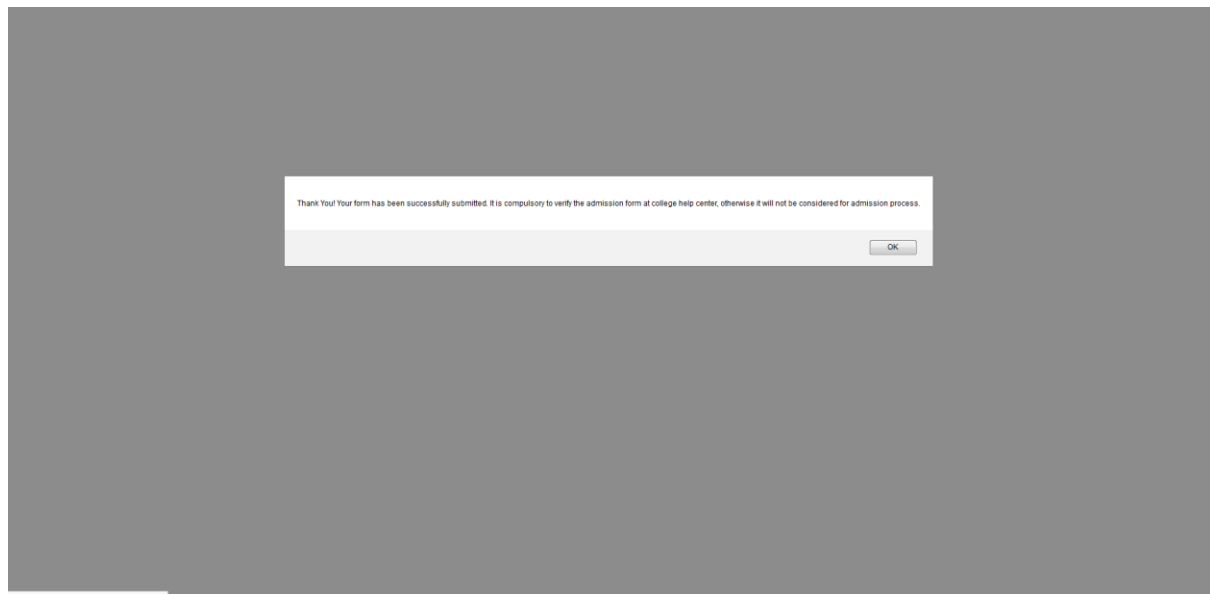 Thank You! Your form has been successfully submitted. It is compulsory to verify the admission form at college help center, otherwise it will not be considered for admission process.
OK